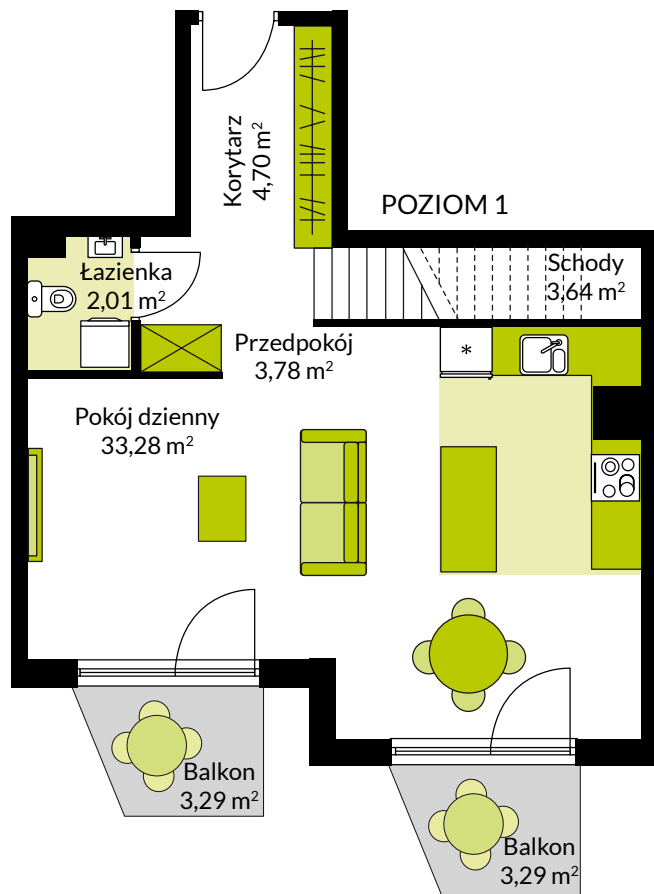 Korytarz
4,70 m²
POZIOM 1
Łazienka
2,01 m²
Schody
3,64 m²
Przedpokój
3,78 m²
*
Pokój dzienny
33,28 m²
Balkon
3,29 m²
Balkon
3,29 m²